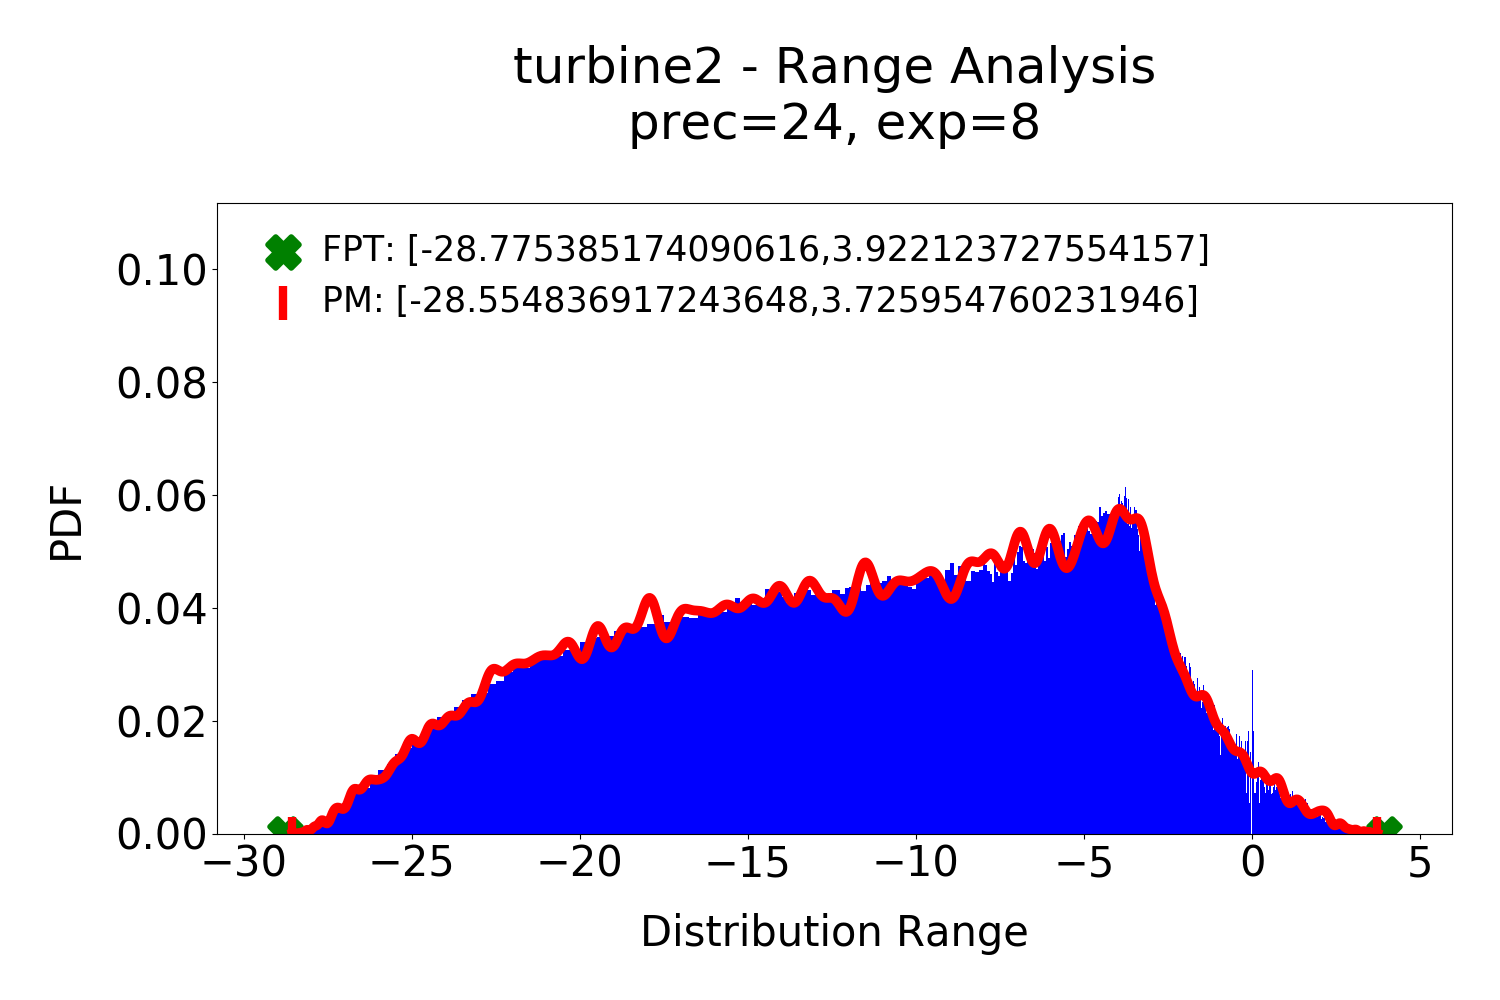 turbine2 - Range Analysis
prec=24, exp=8
FPT: [-28.775385174090616,3.922123727554157]
PM: [-28.554836917243648,3.725954760231946]
0.10
0.08
0.06
0.04
0.02
0.00
PDF
−30 −25 −20 −15 −10 −5 0 5
Distribution Range